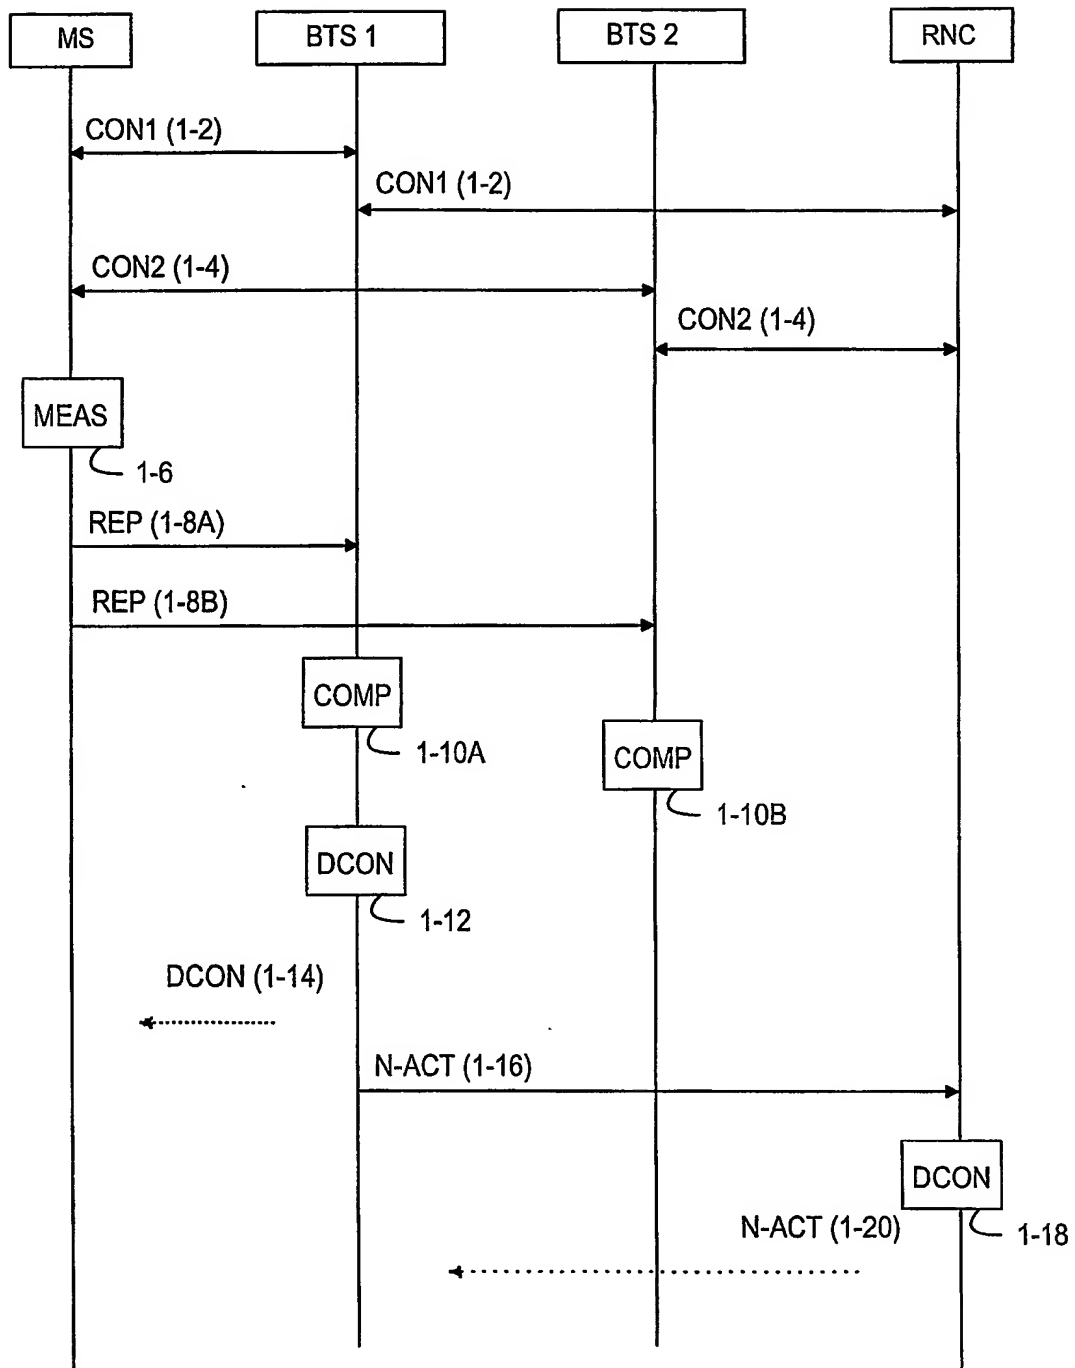 MS
BTS 1
BTS 2
RNC
CON1 (1-2)
CON1 (1-2)
CON2 (1-4)
CON2 (1-4)
MEAS
1-6
REP (1-8A)
REP (1-8B)
COMP
1-10A
COMP
1-10B
DCON
1-12
DCON (1-14)
N-ACT (1-16)
DCON
1-18
N-ACT (1-20)